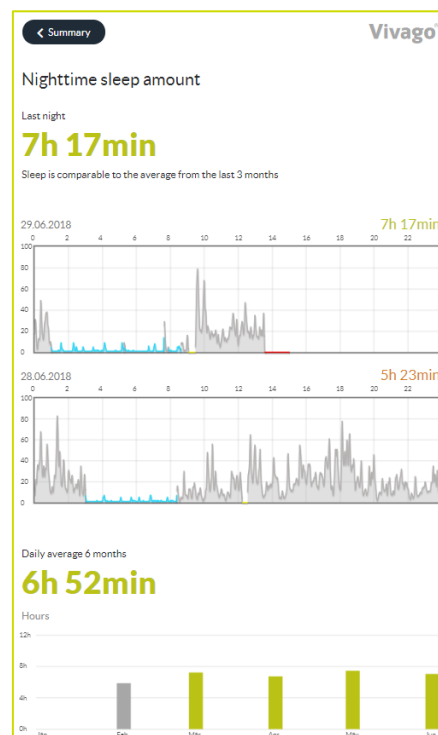 Summary
Vivago
Nighttime sleep amount
Last night
7h 17min
Sleep is comparable to the average from the last 3 months
29.06.2018 7h 17min
0 2 4 6 8 10 12 14 16 18 20 22
100
80
60
40
20
0
28.06.2018 5h 23min
0 2 4 6 8 10 12 14 16 18 20 22
100
80
60
40
20
0
Daily average 6 months
6h 52min
Hours
12h
8h
4h
0h